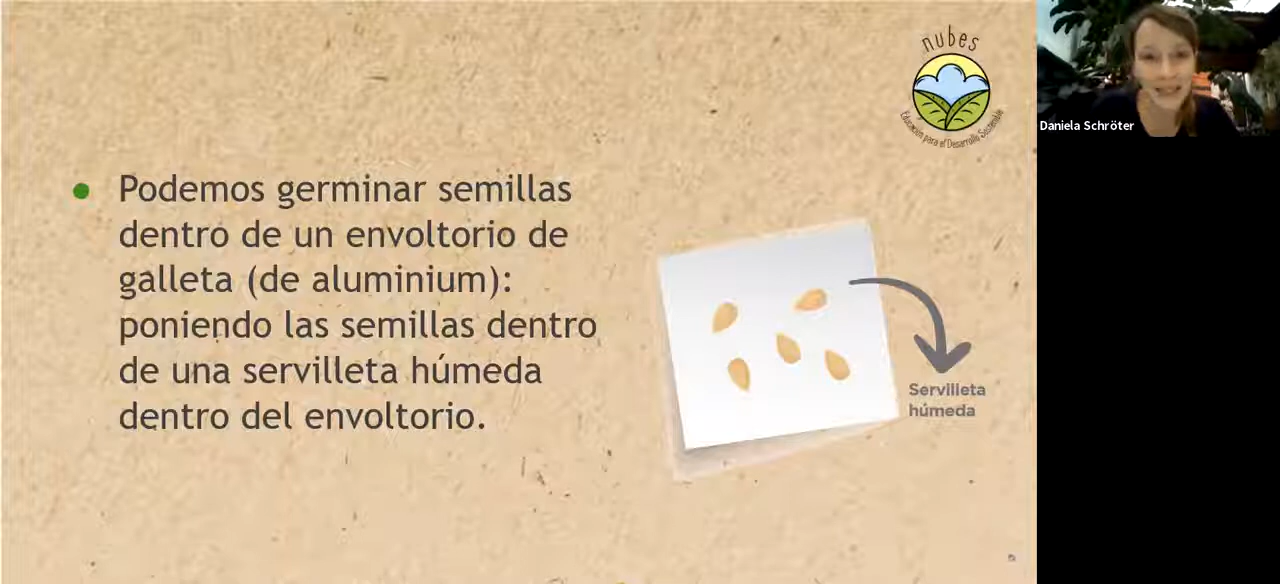 nubes
Educación para el Desarrollo Sostenible
Daniela Schröter
Podemos germinar semillas
dentro de un envoltorio de
galleta (de aluminium):
poniendo las semillas dentro
de una servilleta húmeda
dentro del envoltorio.
Servilleta
húmeda